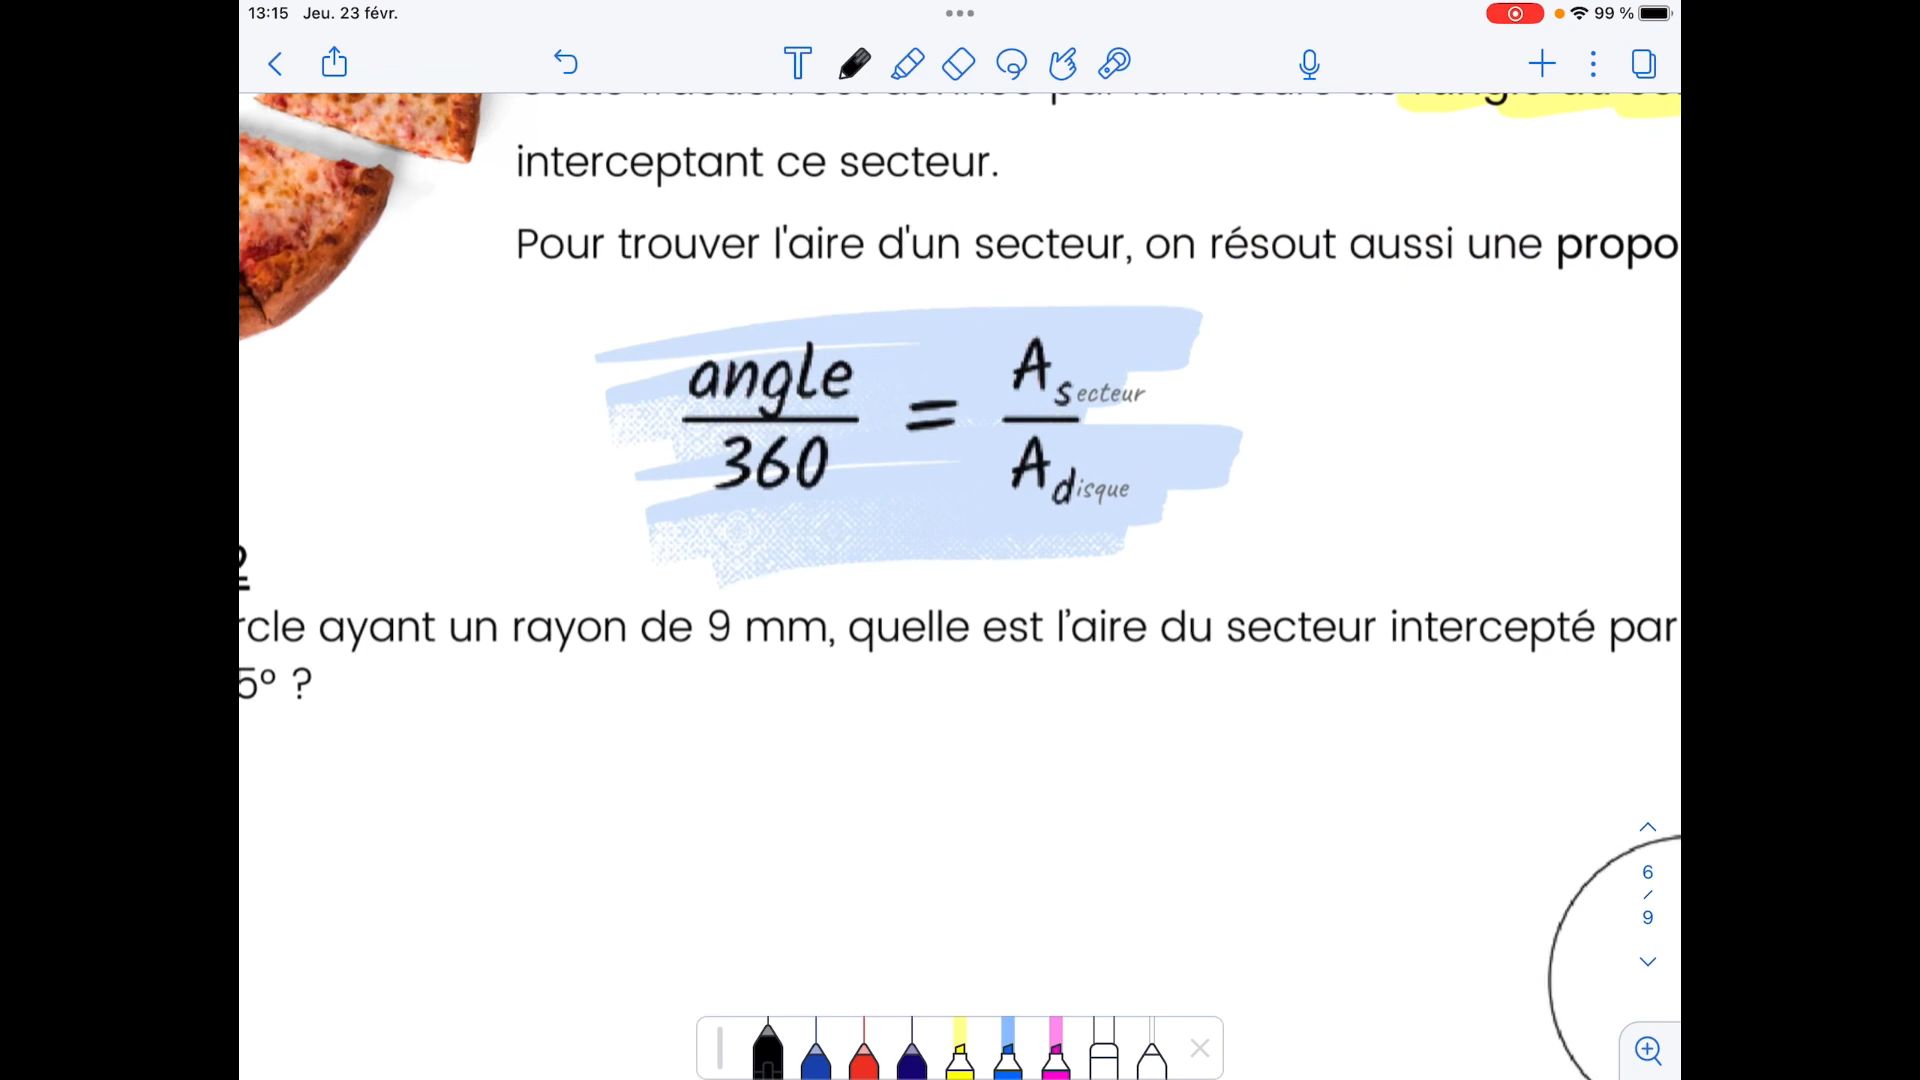 13:15 Jeu. 23 févr.
99 %
interceptant ce secteur.
Pour trouver l'aire d'un secteur, on résout aussi une propo
angle
360
=
Asecteur
Adisque
rcle ayant un rayon de 9 mm, quelle est l'aire du secteur intercepté par
5° ?
6
/
9